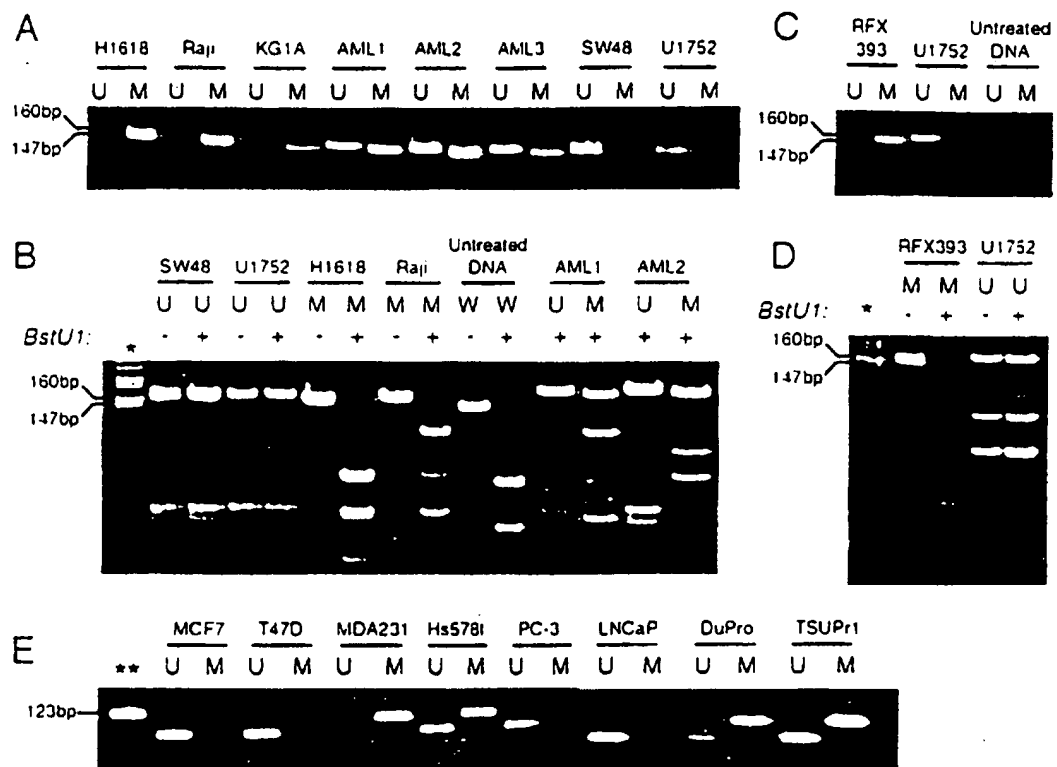 A
H1618 Raji KG1A AML1 AML2 AML3 SW48 U1752
U M U M U M U M U M U M U M U M
160bp
147bp
C
RFX 393 U1752 Untreated DNA
U M U M U M
160bp
147bp
B
SW48 U1752 H1618 Raji Untreated DNA AML1 AML2
U U U U M M M M W W U M U M
BstU1: - + - + - + - + - + + + + +
*
160bp
147bp
D
RFX393 U1752
M M U U
BstU1: * - + - +
160bp
147bp
E
MCF7 T47D MDA231 Hs578t PC-3 LNCaP DuPro TSUPr1
** U M U M U M U M U M U M U M U M
123bp